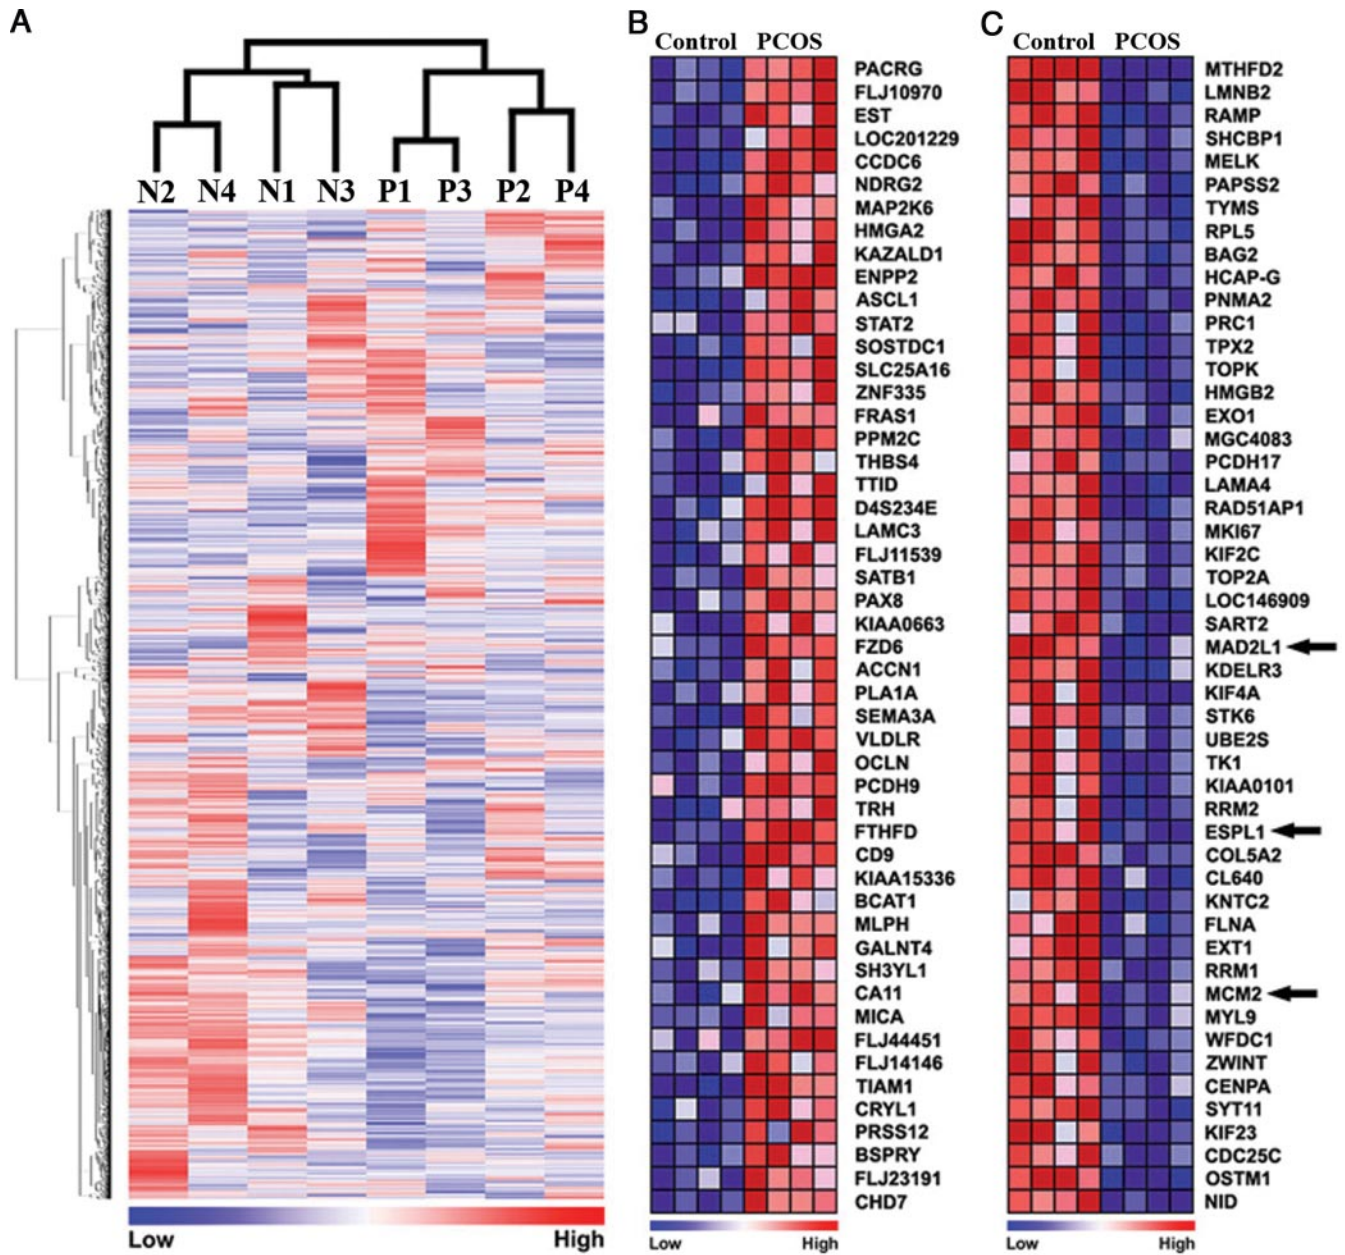 A
B
C
Control PCOS
Control PCOS
N2 N4 N1 N3 P1 P3 P2 P4
Low High
PACRG
FLJ10970
EST
LOC201229
CCDC6
NDRG2
MAP2K6
HMGA2
KAZALD1
ENPP2
ASCL1
STAT2
SOSTDC1
SLC25A16
ZNF335
FRAS1
PPM2C
THBS4
TTID
D4S234E
LAMC3
FLJ11539
SATB1
PAX8
KIAA0663
FZD6
ACCN1
PLA1A
SEMA3A
VLDLR
OCLN
PCDH9
TRH
FTHFD
CD9
KIAA15336
BCAT1
MLPH
GALNT4
SH3YL1
CA11
MICA
FLJ44451
FLJ14146
TIAM1
CRYL1
PRSS12
BSPRY
FLJ23191
CHD7
Low High
MTHFD2
LMNB2
RAMP
SHCBP1
MELK
PAPSS2
TYMS
RPL5
BAG2
HCAP-G
PNMA2
PRC1
TPX2
TOPK
HMGB2
EXO1
MGC4083
PCDH17
LAMA4
RAD51AP1
MKI67
KIF2C
TOP2A
LOC146909
SART2
MAD2L1
KDELR3
KIF4A
STK6
UBE2S
TK1
KIAA0101
RRM2
ESPL1
COL5A2
CL640
KNTC2
FLNA
EXT1
RRM1
MCM2
MYL9
WFDC1
ZWINT
CENPA
SYT11
KIF23
CDC25C
OSTM1
NID
Low High